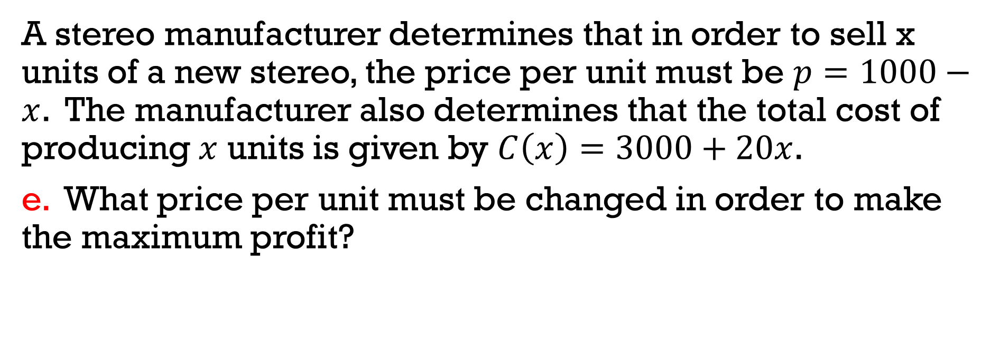 A stereo manufacturer determines that in order to sell x
units of a new stereo, the price per unit must be p = 1000 −
x. The manufacturer also determines that the total cost of
producing x units is given by C(x) = 3000 + 20x.
e. What price per unit must be changed in order to make
the maximum profit?